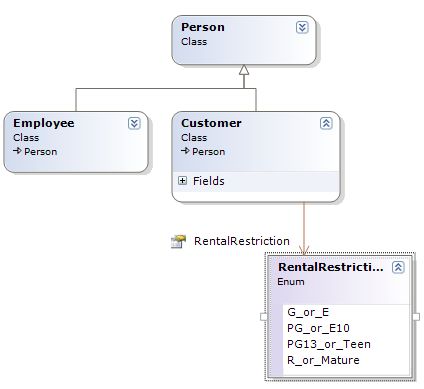 Person
Class
Employee
Class
Person
Customer
Class
Person
Fields
RentalRestriction
RentalRestricti...
Enum
G_or_E
PG_or_E10
PG13_or_Teen
R_or_Mature